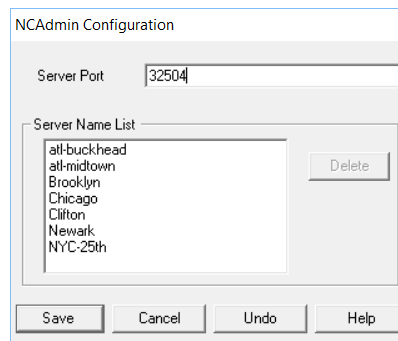 NCAdmin Configuration
Server Port 32504
Server Name List
atl-buckhead
atl-midtown
Brooklyn
Chicago
Clifton
Newark
NYC-25th
Delete
Save Cancel Undo Help